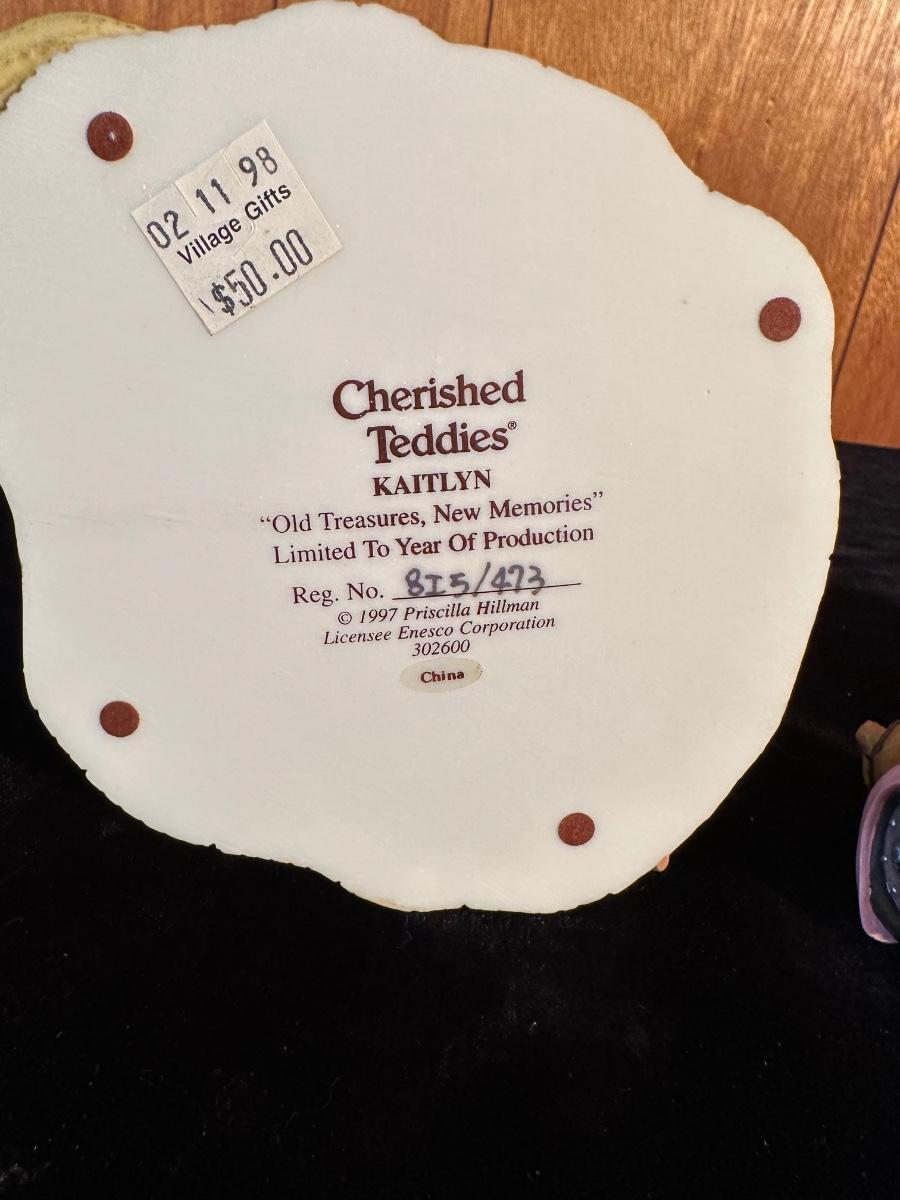 02 11 98
Village Gifts
$50.00
Cherished
Teddies®
KAITLYN
“Old Treasures, New Memories”
Limited To Year Of Production
Reg. No. 8I5/473
© 1997 Priscilla Hillman
Licensee Enesco Corporation
302600
China